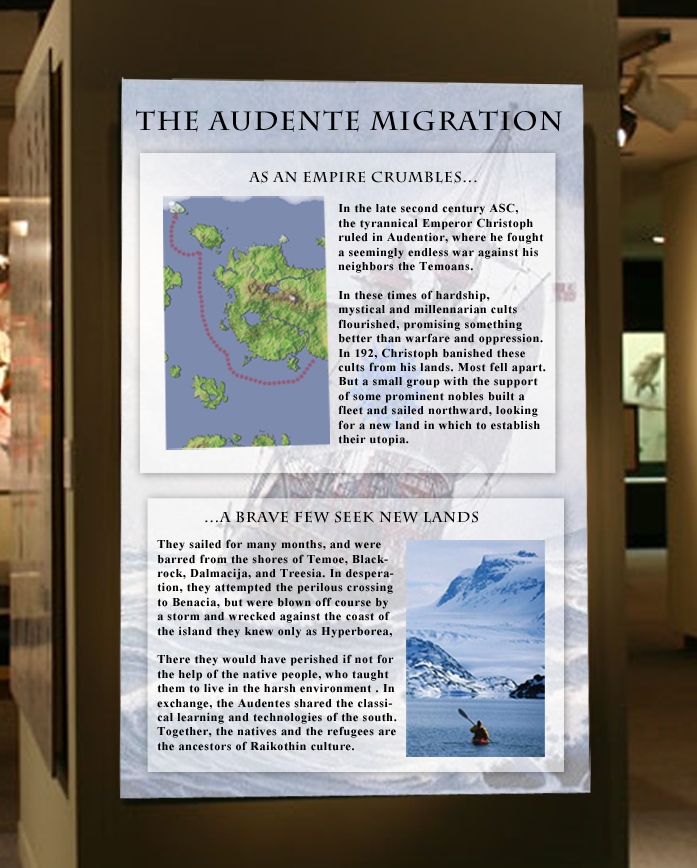 THE AUDENTE MIGRATION
AS AN EMPIRE CRUMBLES...
In the late second century ASC,
the tyrannical Emperor Christoph
ruled in Audentior, where he fought
a seemingly endless war against his
neighbors the Temoans.
In these times of hardship,
mystical and millennarian cults
flourished, promising something
better than warfare and oppression.
In 192, Christoph banished these
cults from his lands. Most fell apart.
But a small group with the support
of some prominent nobles built a
fleet and sailed northward, looking
for a new land in which to establish
their utopia.
...A BRAVE FEW SEEK NEW LANDS
They sailed for many months, and were
barred from the shores of Temoe, Black-
rock, Dalmacija, and Treesia. In despera-
tion, they attempted the perilous crossing
to Benacia, but were blown off course by
a storm and wrecked against the coast of
the island they knew only as Hyperborea,
There they would have perished if not for
the help of the native people, who taught
them to live in the harsh environment . In
exchange, the Audentes shared the classi-
cal learning and technologies of the south.
Together, the natives and the refugees are
the ancestors of Raikothin culture.